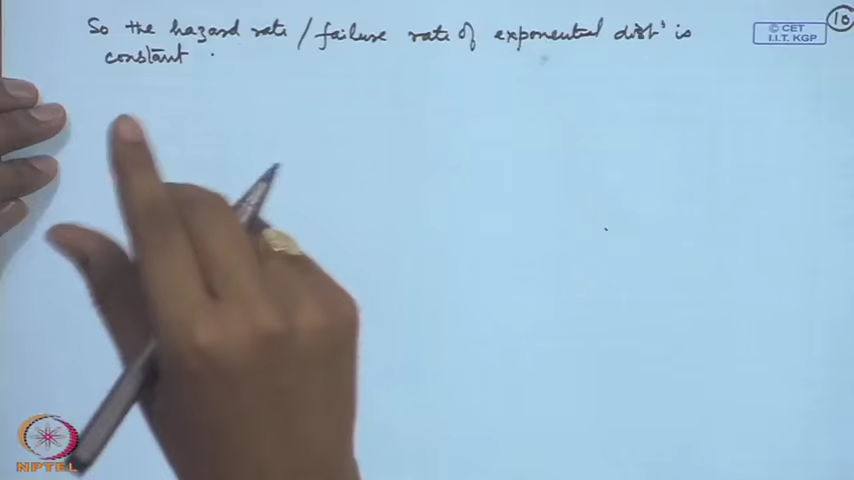 So the hazard rate / failure rate of exponential distⁿ is
constant .
© CET
I.I.T. KGP
10
NPTEL